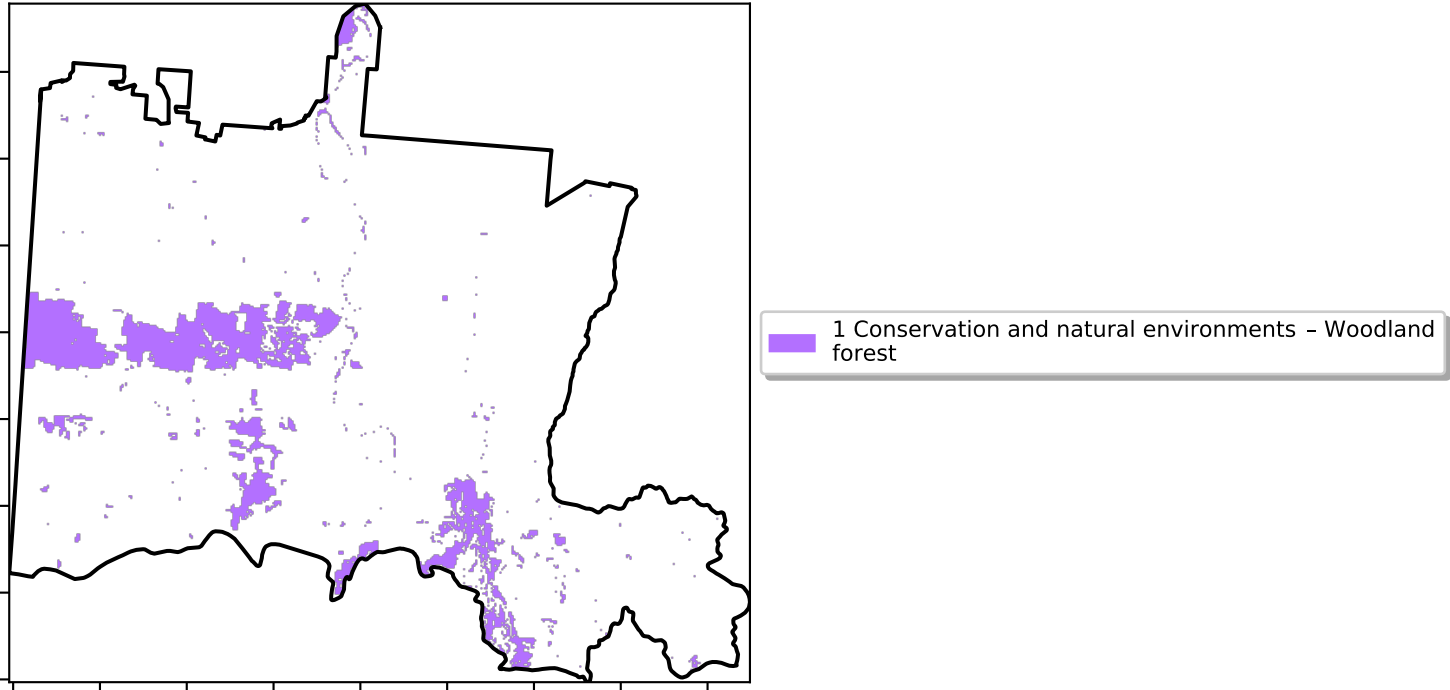 1 Conservation and natural environments – Woodland
forest